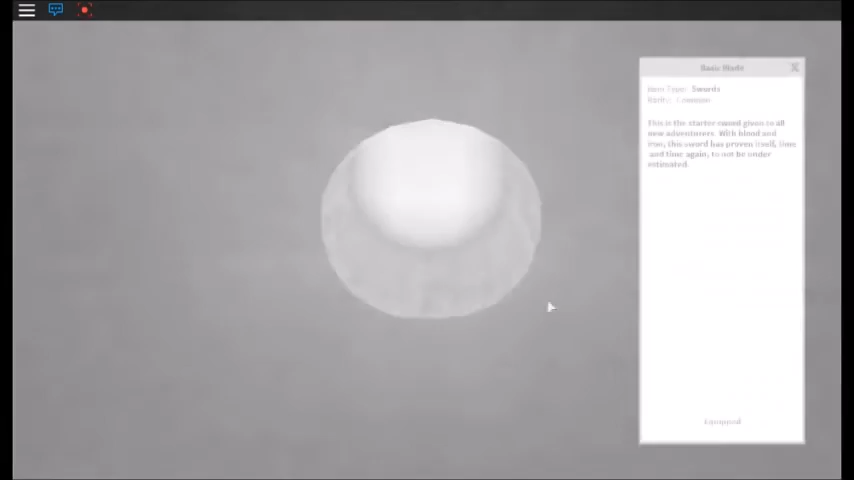 Basic Blade
X
Item Type: Swords
Rarity: Common
This is the starter sword given to all
new adventurers. With blood and
iron, this sword has proven itself, time
and time again, to not be under
estimated.
Equipped